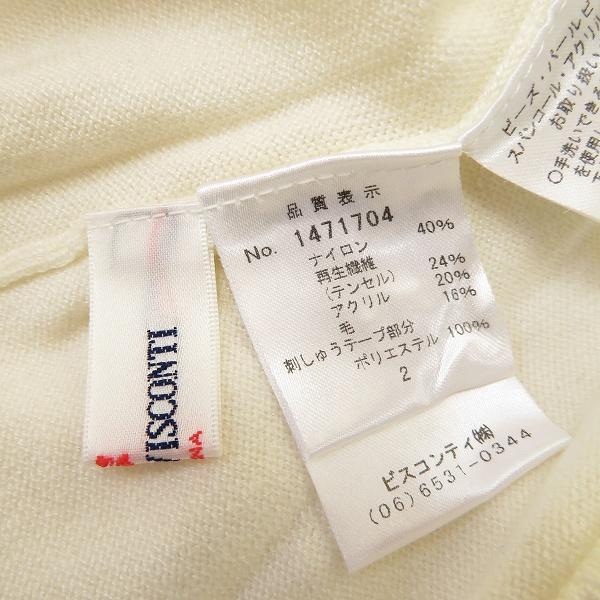 品質表示
No. 1471704
ナイロン 40%
再生繊維
(テンセル) 24%
アクリル 20%
毛 16%
刺しゅうテープ部分
ポリエステル 100%
2
ビスコンティ㈱
(06)6531-0344
VISCONTI
NA
ビーズ・パール
スパンコール・アクリル
お取り扱い
○手洗いできる
を使用し